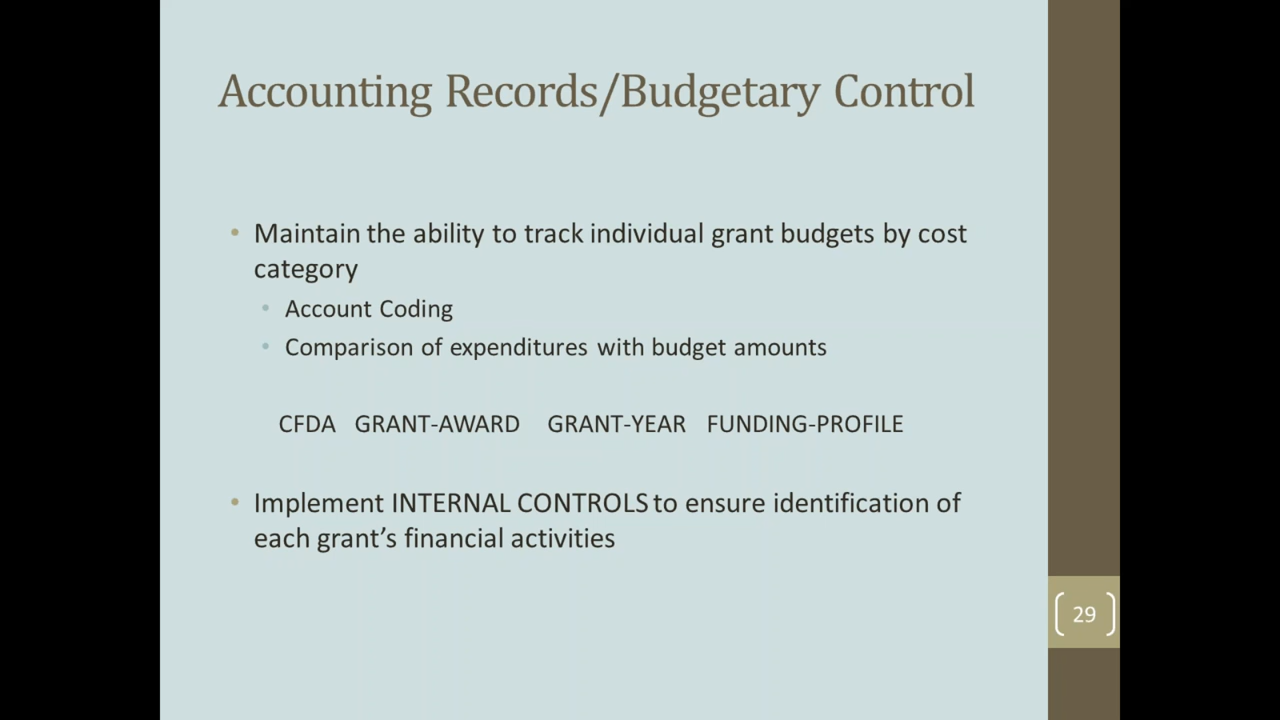 Accounting Records/Budgetary Control
• Maintain the ability to track individual grant budgets by cost
category
• Account Coding
• Comparison of expenditures with budget amounts
CFDA GRANT-AWARD GRANT-YEAR FUNDING-PROFILE
• Implement INTERNAL CONTROLS to ensure identification of
each grant’s financial activities
29